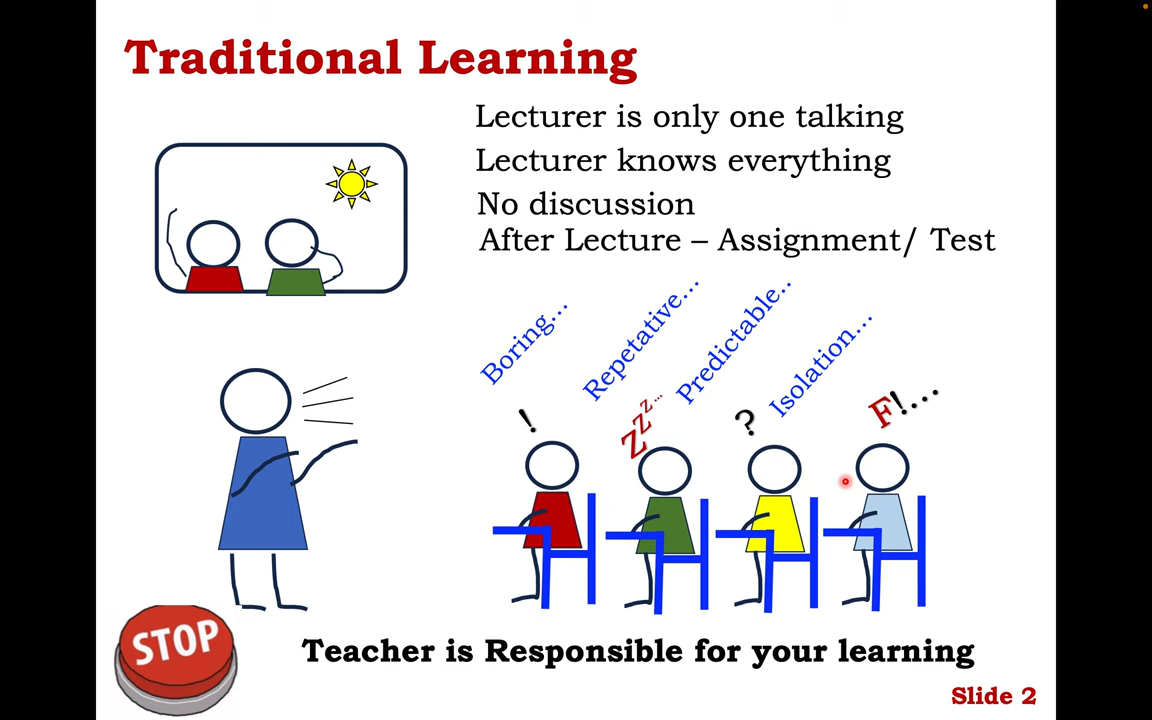 Traditional Learning
Lecturer is only one talking
Lecturer knows everything
No discussion
After Lecture – Assignment/ Test
Boring...
Repetative...
Predictable..
Isolation...
!
ZZZ...
?
F!...
STOP
Teacher is Responsible for your learning
Slide 2